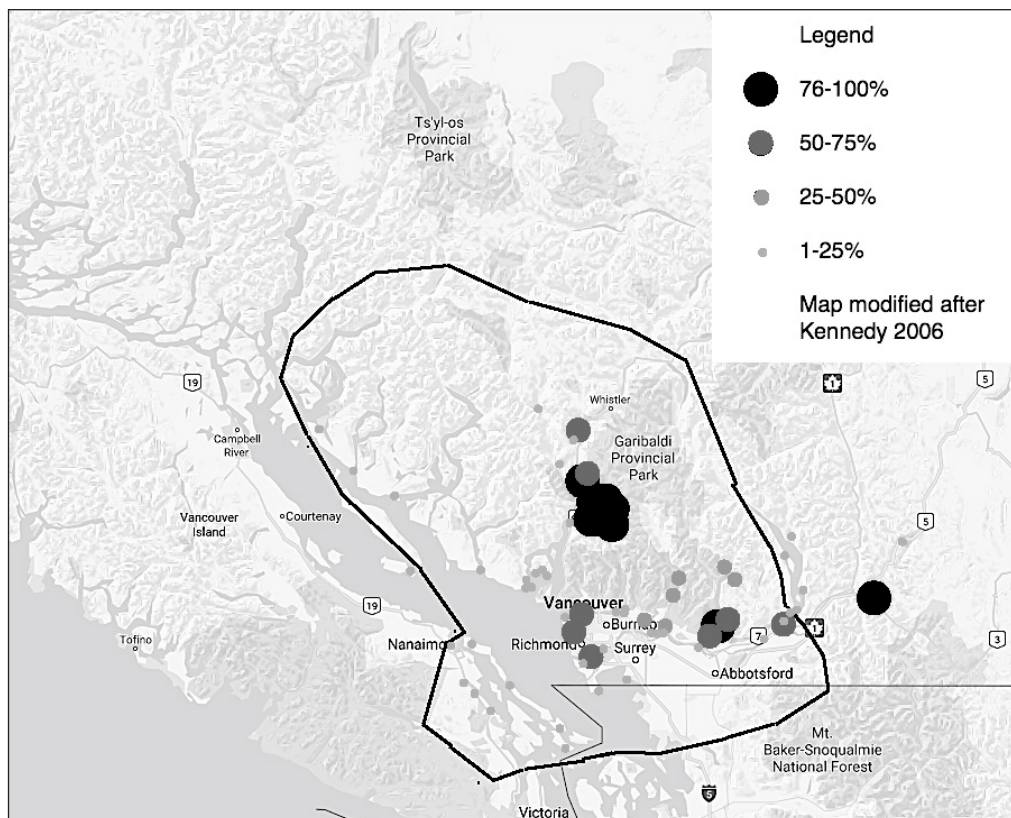 Legend
76-100%
50-75%
25-50%
1-25%
Map modified after
Kennedy 2006
Ts'yl-os
Provincial
Park
19
1
5
Whistler
Campbell
River
Garibaldi
Provincial
Park
Courtenay
Vancouver
Island
5
19
Vancouver
Burnab
7
1
3
Tofino
Nanaimo
Richmond
Surrey
Abbotsford
Mt.
Baker-Snoqualmie
National Forest
5
Victoria